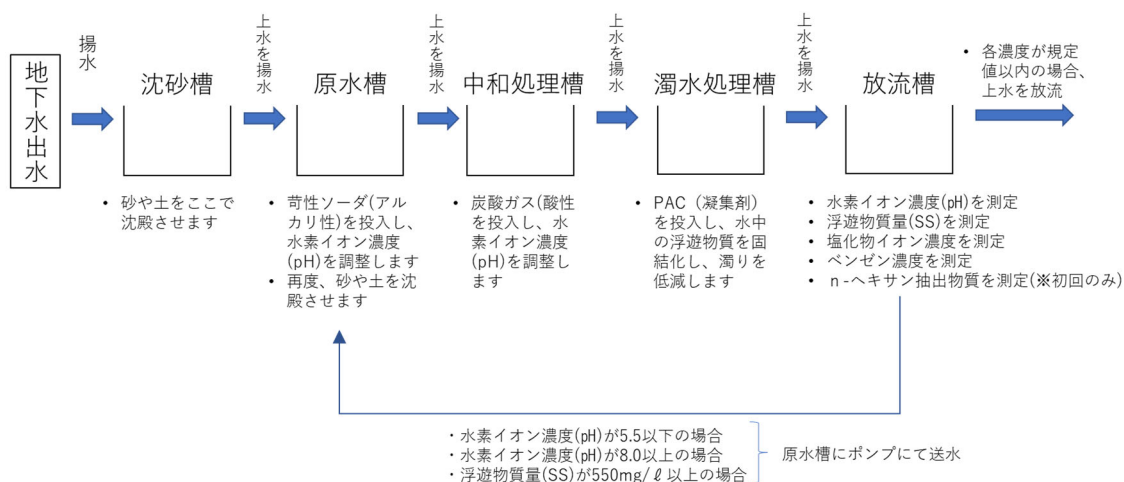 地下水出水
揚水
沈砂槽
・砂や土をここで
沈殿させます
上水を揚水
原水槽
・苛性ソーダ(アル
カリ性)を投入し、
水素イオン濃度
(pH)を調整します
・再度、砂や土を沈
殿させます
上水を揚水
中和処理槽
・炭酸ガス(酸性
を投入し、水
素イオン濃度
(pH)を調整し
ます
上水を揚水
濁水処理槽
・PAC（凝集剤）
を投入し、水中
の浮遊物質を固
結化し、濁りを
低減します
上水を揚水
放流槽
・水素イオン濃度(pH)を測定
・浮遊物質量(SS)を測定
・塩化物イオン濃度を測定
・ベンゼン濃度を測定
・ｎ-ヘキサン抽出物質を測定(※初回のみ)
・各濃度が規定
値以内の場合、
上水を放流
・水素イオン濃度(㏗)が5.5以下の場合
・水素イオン濃度(㏗)が8.0以上の場合
・浮遊物質量(SS)が550mg/ℓ以上の場合
原水槽にポンプにて送水